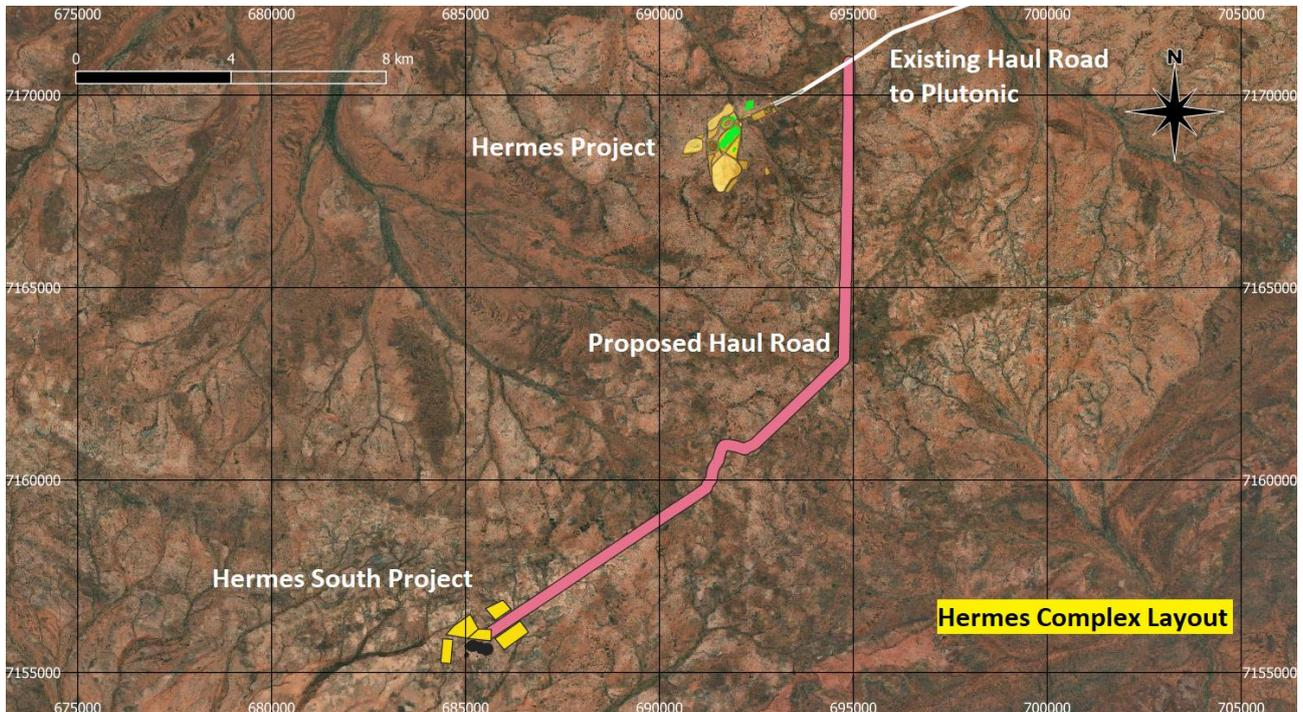 675000 680000 685000 690000 695000 700000 705000
0 4 8 km
N
Existing Haul Road
to Plutonic
7170000 7170000
Hermes Project
7165000 7165000
Proposed Haul Road
7160000 7160000
Hermes South Project
Hermes Complex Layout
7155000 7155000
675000 680000 685000 690000 695000 700000 705000